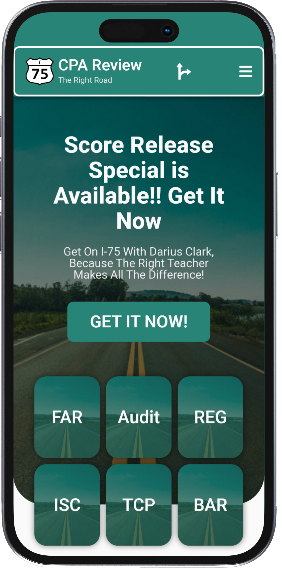 75
CPA Review
The Right Road
Score Release
Special is
Available!! Get It
Now
Get On I-75 With Darius Clark,
Because The Right Teacher
Makes All The Difference!
GET IT NOW!
FAR
Audit
REG
ISC
TCP
BAR